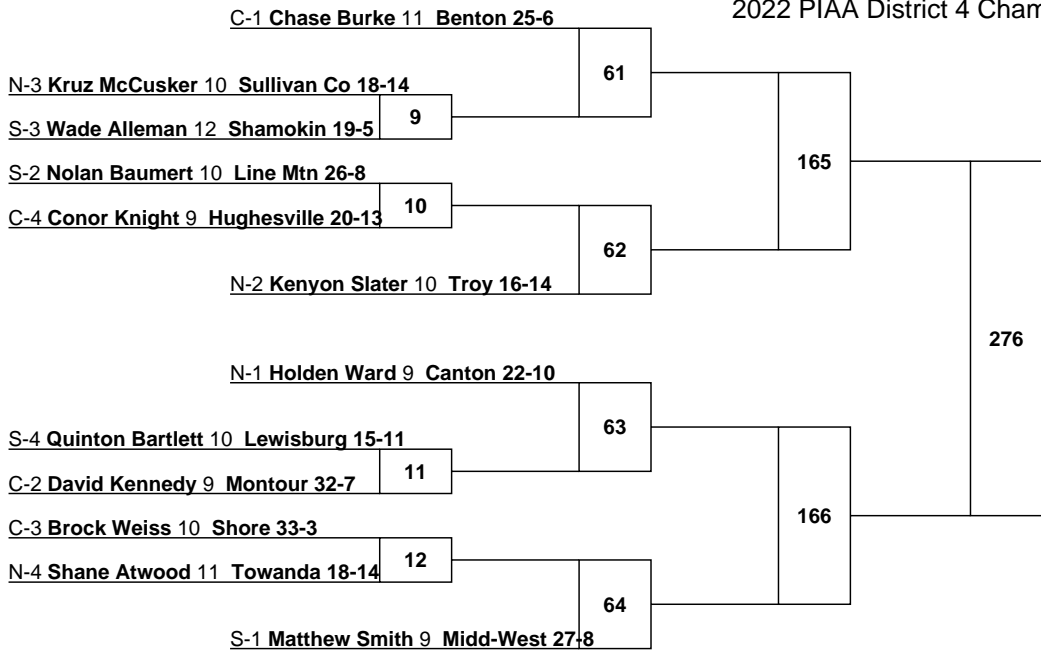 2022 PIAA District 4 Cham
C-1 Chase Burke 11 Benton 25-6
61
N-3 Kruz McCusker 10 Sullivan Co 18-14
9
S-3 Wade Alleman 12 Shamokin 19-5
165
S-2 Nolan Baumert 10 Line Mtn 26-8
10
C-4 Conor Knight 9 Hughesville 20-13
62
N-2 Kenyon Slater 10 Troy 16-14
276
N-1 Holden Ward 9 Canton 22-10
63
S-4 Quinton Bartlett 10 Lewisburg 15-11
11
C-2 David Kennedy 9 Montour 32-7
166
C-3 Brock Weiss 10 Shore 33-3
12
N-4 Shane Atwood 11 Towanda 18-14
64
S-1 Matthew Smith 9 Midd-West 27-8